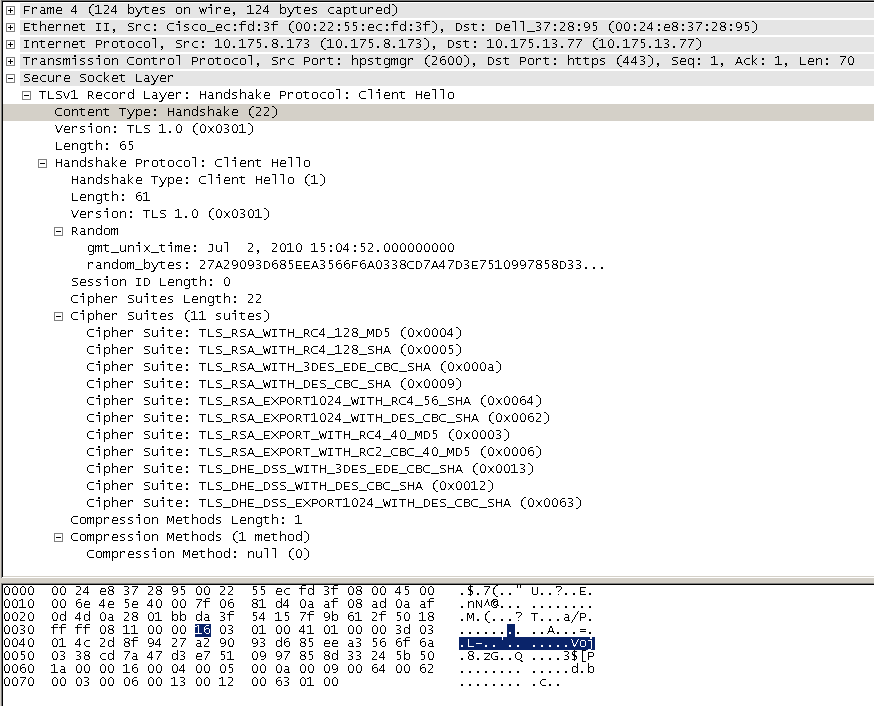 Frame 4 (124 bytes on wire, 124 bytes captured)
Ethernet II, Src: Cisco_ec:fd:3f (00:22:55:ec:fd:3f), Dst: Dell_37:28:95 (00:24:e8:37:28:95)
Internet Protocol, Src: 10.175.8.173 (10.175.8.173), Dst: 10.175.13.77 (10.175.13.77)
Transmission Control Protocol, Src Port: hpstgmgr (2600), Dst Port: https (443), Seq: 1, Ack: 1, Len: 70
Secure Socket Layer
TLSv1 Record Layer: Handshake Protocol: Client Hello
Content Type: Handshake (22)
Version: TLS 1.0 (0x0301)
Length: 65
Handshake Protocol: Client Hello
Handshake Type: Client Hello (1)
Length: 61
Version: TLS 1.0 (0x0301)
Random
gmt_unix_time: Jul  2, 2010 15:04:52.000000000
random_bytes: 27A29093D685EEA3566F6A0338CD7A47D3E7510997858D33...
Session ID Length: 0
Cipher Suites Length: 22
Cipher Suites (11 suites)
Cipher Suite: TLS_RSA_WITH_RC4_128_MD5 (0x0004)
Cipher Suite: TLS_RSA_WITH_RC4_128_SHA (0x0005)
Cipher Suite: TLS_RSA_WITH_3DES_EDE_CBC_SHA (0x000a)
Cipher Suite: TLS_RSA_WITH_DES_CBC_SHA (0x0009)
Cipher Suite: TLS_RSA_EXPORT1024_WITH_RC4_56_SHA (0x0064)
Cipher Suite: TLS_RSA_EXPORT1024_WITH_DES_CBC_SHA (0x0062)
Cipher Suite: TLS_RSA_EXPORT_WITH_RC4_40_MD5 (0x0003)
Cipher Suite: TLS_RSA_EXPORT_WITH_RC2_CBC_40_MD5 (0x0006)
Cipher Suite: TLS_DHE_DSS_WITH_3DES_EDE_CBC_SHA (0x0013)
Cipher Suite: TLS_DHE_DSS_WITH_DES_CBC_SHA (0x0012)
Cipher Suite: TLS_DHE_DSS_EXPORT1024_WITH_DES_CBC_SHA (0x0063)
Compression Methods Length: 1
Compression Methods (1 method)
Compression Method: null (0)
0000 00 24 e8 37 28 95 00 22 55 ec fd 3f 08 00 45 00 .$.7(.." U..?..E.
0010 00 6e 4e 5e 40 00 7f 06 81 d4 0a af 08 ad 0a af .nN^@... ........
0020 0d 4d 0a 28 01 bb da 3f 54 15 7f 9b 61 2f 50 18 .M.(...? T...a/P.
0030 ff ff 08 11 00 00 16 03 01 00 41 01 00 00 3d 03 ........ ..A...=.
0040 01 4c 2d 8f 94 27 a2 90 93 d6 85 ee a3 56 6f 6a .L-..'.. .....Voj
0050 03 38 cd 7a 47 d3 e7 51 09 97 85 8d 33 24 5b 50 .8.zG..Q ....3$[P
0060 1a 00 00 16 00 04 00 05 00 0a 00 09 00 64 00 62 ........ .....d.b
0070 00 03 00 06 00 13 00 12 00 63 01 00 ........ .c..